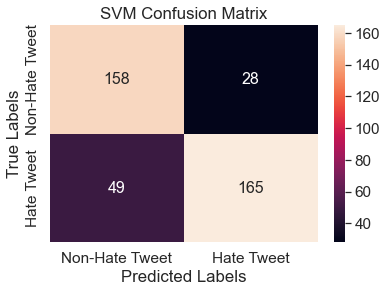 SVM Confusion Matrix
True Labels
Non-Hate Tweet
Hate Tweet
158
28
49
165
Non-Hate Tweet
Hate Tweet
Predicted Labels
160
140
120
100
80
60
40